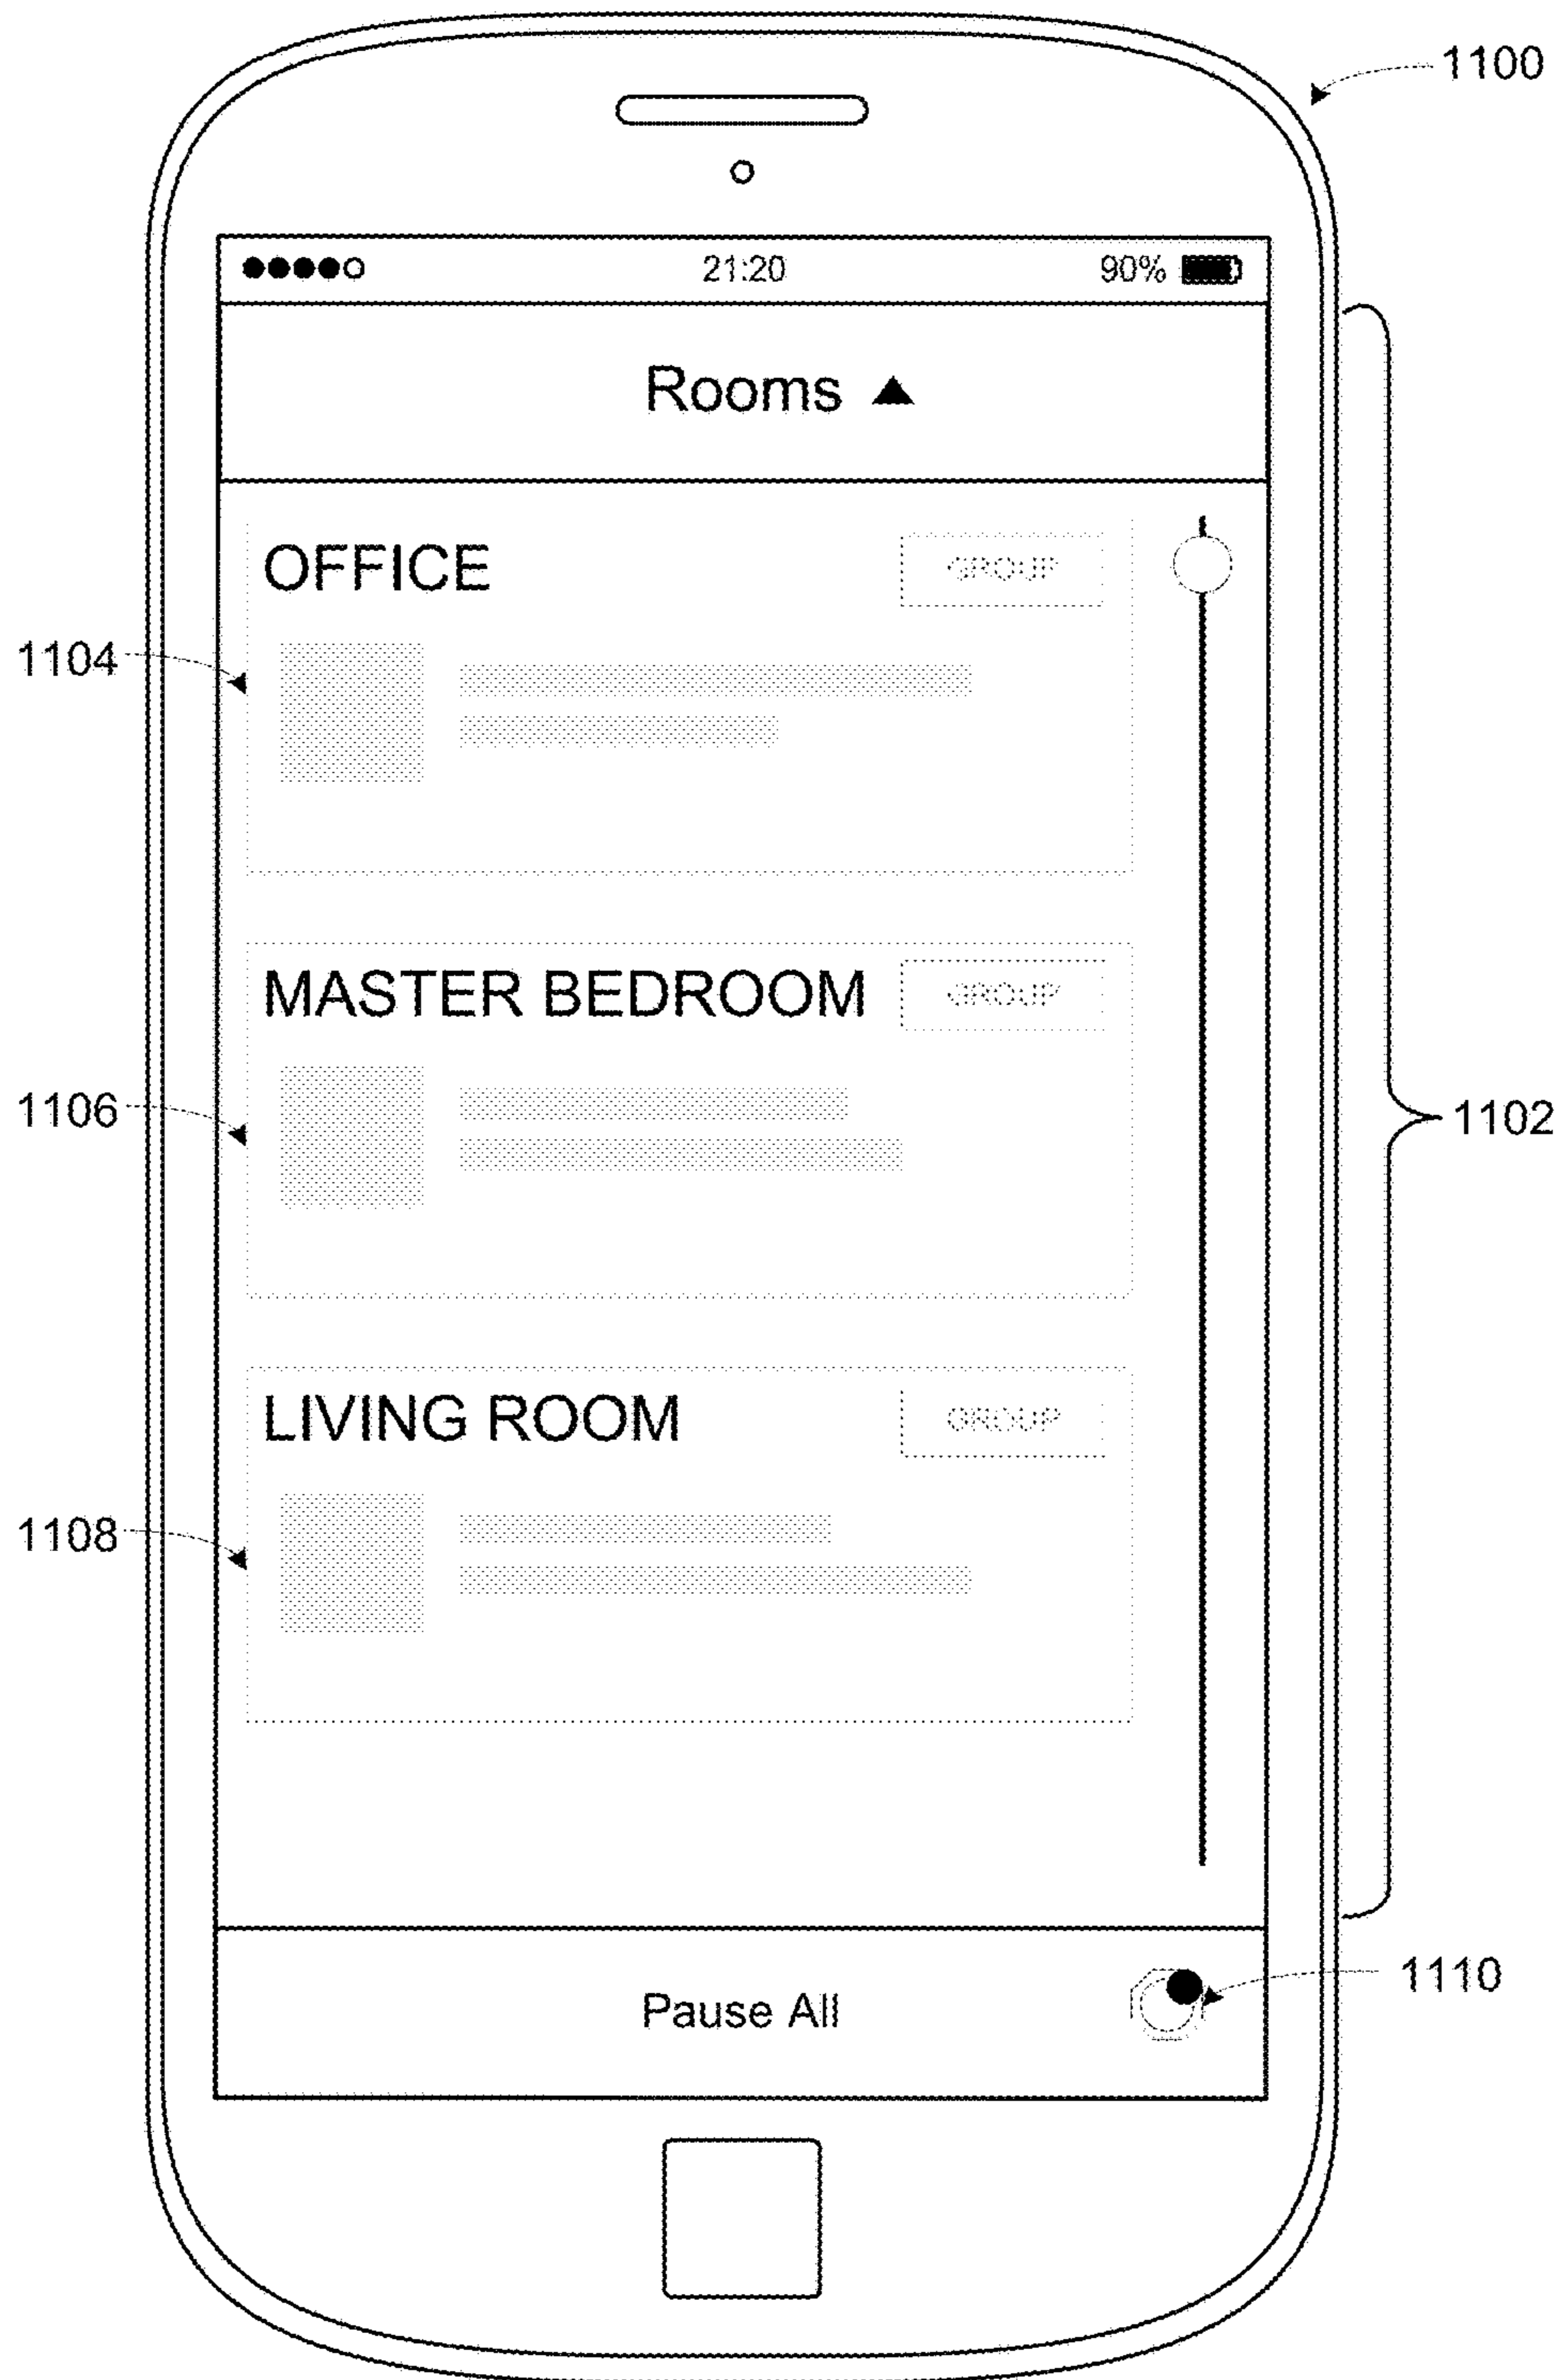 1100
21:20 90%
Rooms
OFFICE GROUP
1104
MASTER BEDROOM GROUP
1106
1102
LIVING ROOM GROUP
1108
1110
Pause All